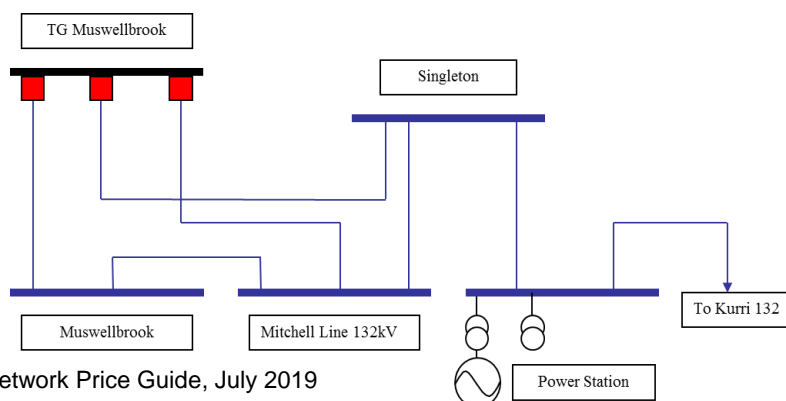 TG Muswellbrook
Singleton
Muswellbrook
Mitchell Line 132kV
To Kurri 132
Power Station
etwork Price Guide, July 2019